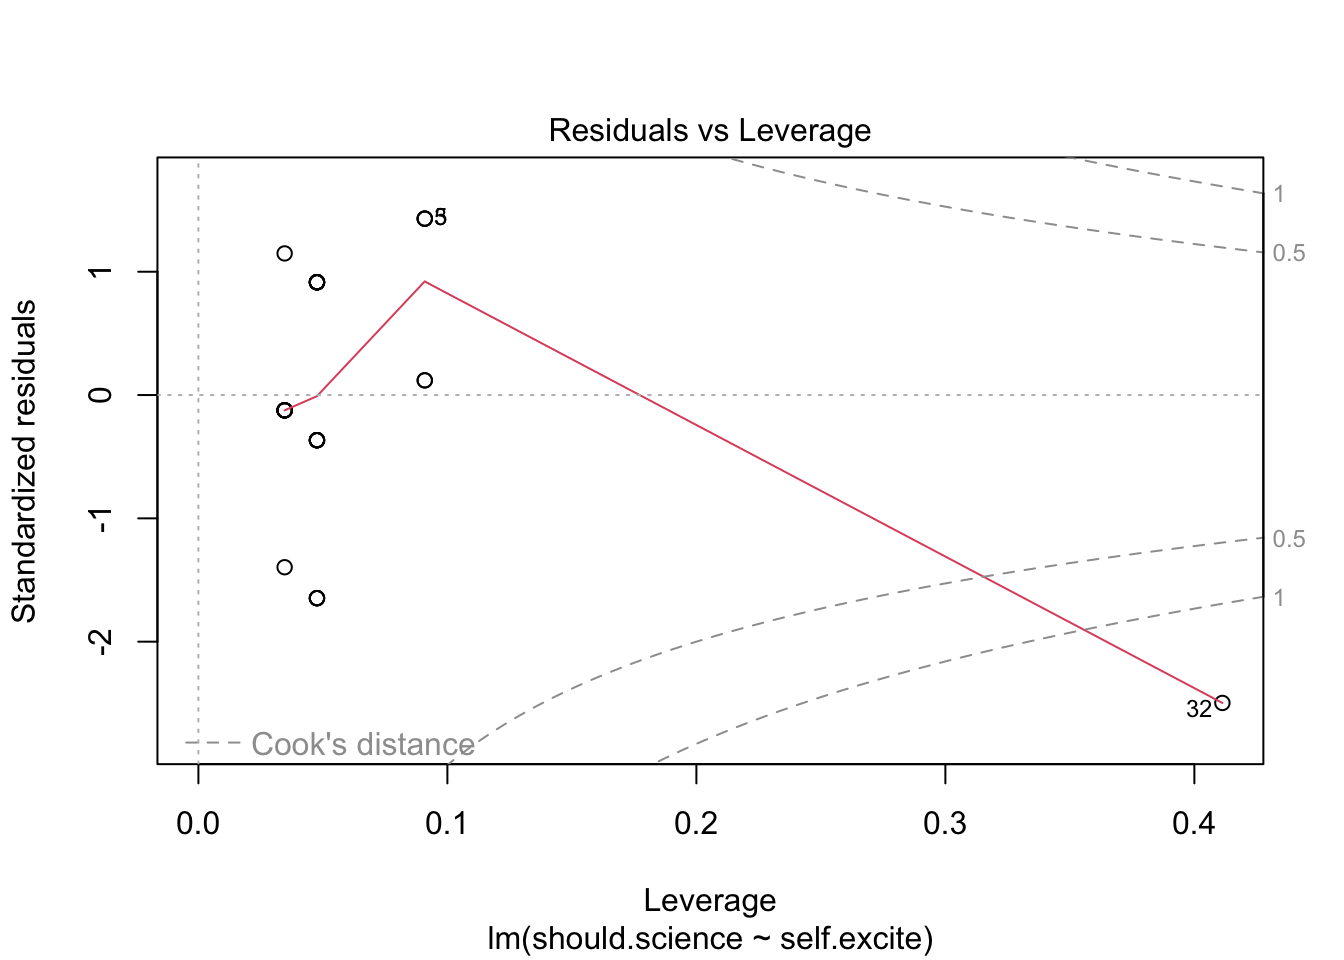 Residuals vs Leverage
Standardized residuals
1
0
-1
-2
1
0.5
0.5
1
32
Cook's distance
0.0 0.1 0.2 0.3 0.4
Leverage
lm(should.science ~ self.excite)